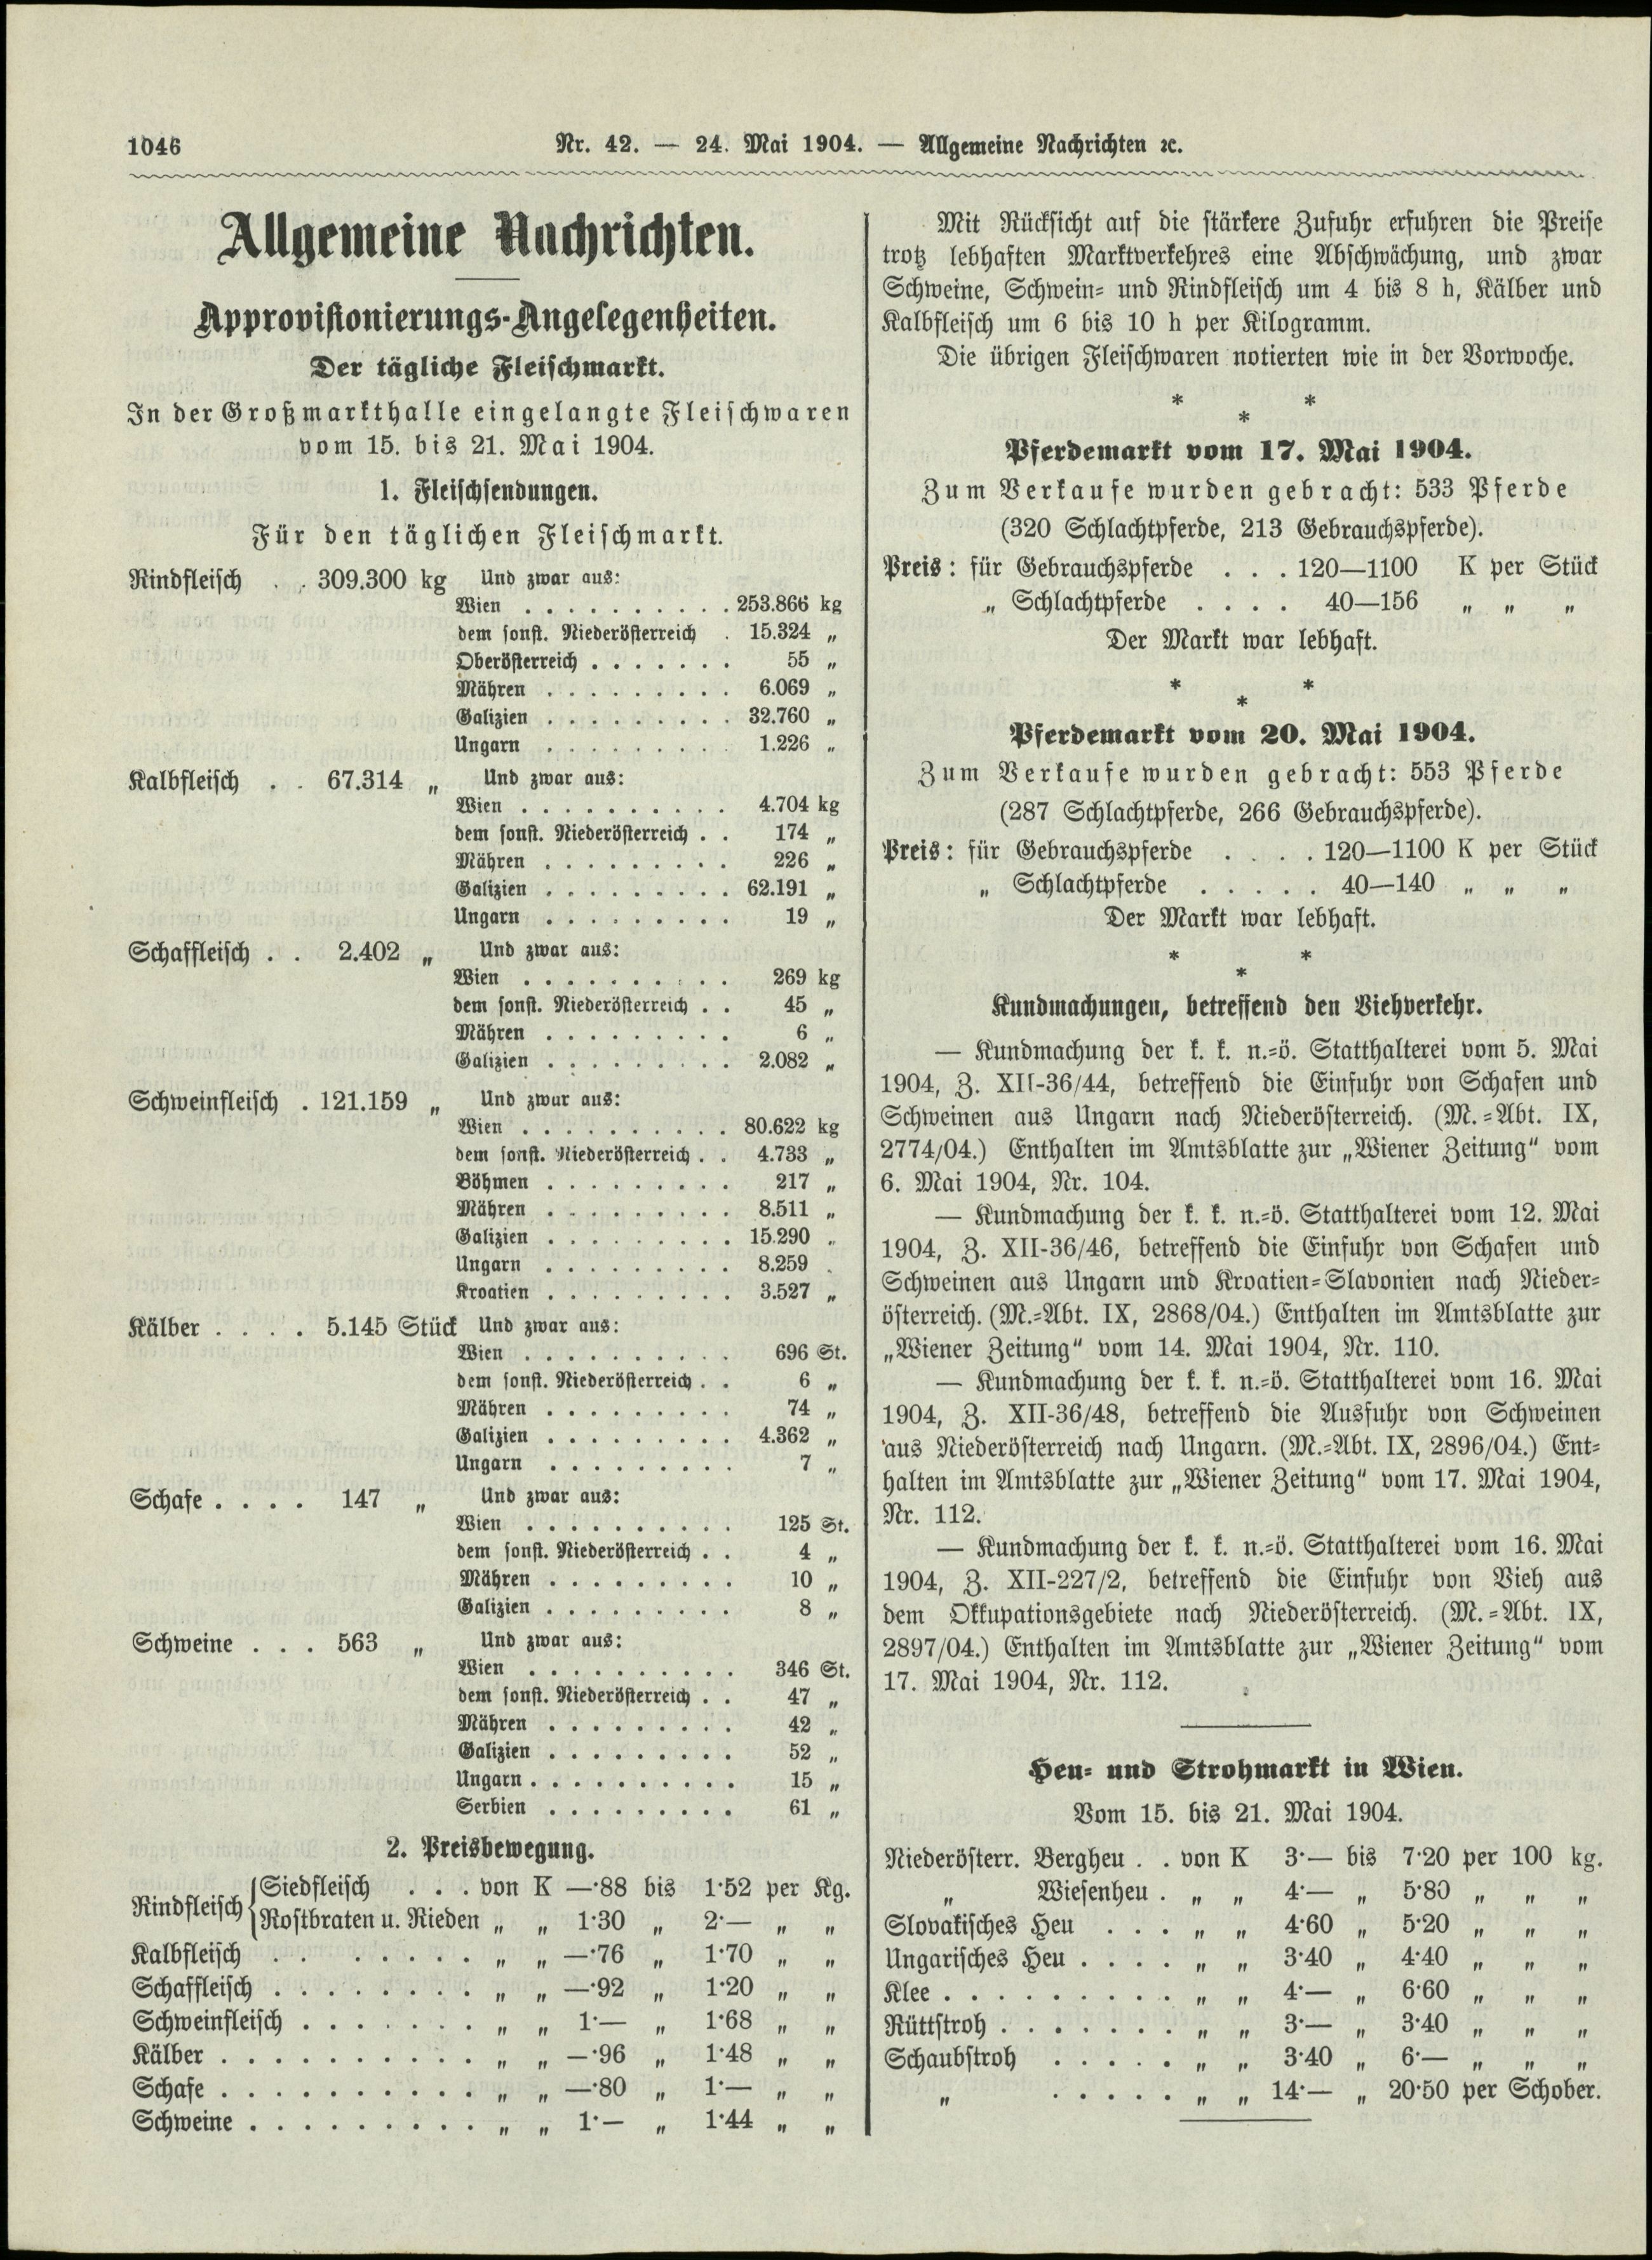 1046
Nr. 42. — 24. Mai 1904. — Allgemeine Nachrichten ꝛc.
Allgemeine Nachrichten.
Approvisionierungs-Angelegenheiten.
Der tägliche Fleischmarkt.
In der Großmarkthalle eingelangte Fleischwaren
vom 15. bis 21. Mai 1904.
1. Fleischsendungen.
Für den täglichen Fleischmarkt.
Rindfleisch . . 309.300 kg Und zwar aus:
Wien . . . . . . . . . . 253.866 kg
dem sonst. Niederösterreich . 15.324 „
Oberösterreich . . . . . . . 55 „
Mähren . . . . . . . . . 6.069 „
Galizien . . . . . . . . . 32.760 „
Ungarn . . . . . . . . . 1.226 „
Kalbfleisch . . 67.314 „ Und zwar aus:
Wien . . . . . . . . . . 4.704 kg
dem sonst. Niederösterreich . . 174 „
Mähren . . . . . . . . . 226 „
Galizien . . . . . . . . . 62.191 „
Ungarn . . . . . . . . . 19 „
Schaffleisch . . 2.402 „ Und zwar aus:
Wien . . . . . . . . . . 269 kg
dem sonst. Niederösterreich . . 45 „
Mähren . . . . . . . . . 6 „
Galizien . . . . . . . . . 2.082 „
Schweinfleisch . 121.159 „ Und zwar aus:
Wien . . . . . . . . . . 80.622 kg
dem sonst. Niederösterreich . . 4.733 „
Böhmen . . . . . . . . . 217 „
Mähren . . . . . . . . . 8.511 „
Galizien . . . . . . . . . 15.290 „
Ungarn . . . . . . . . . 8.259 „
Kroatien . . . . . . . . . 3.527 „
Kälber . . . . 5.145 Stück Und zwar aus:
Wien . . . . . . . . . . 696 St.
dem sonst. Niederösterreich . . 6 „
Mähren . . . . . . . . . 74 „
Galizien . . . . . . . . . 4.362 „
Ungarn . . . . . . . . . 7 „
Schafe . . . . 147 „ Und zwar aus:
Wien . . . . . . . . . . 125 St.
dem sonst. Niederösterreich . . 4 „
Mähren . . . . . . . . . 10 „
Galizien . . . . . . . . . 8 „
Schweine . . . 563 „ Und zwar aus:
Wien . . . . . . . . . . 346 St.
dem sonst. Niederösterreich . . 47 „
Mähren . . . . . . . . . 42 „
Galizien . . . . . . . . . 52 „
Ungarn . . . . . . . . . . 15 „
Serbien . . . . . . . . . 61 „
2. Preisbewegung.
Rindfleisch { Siedfleisch . . . von K —·88 bis 1·52 per Kg.
Rostbraten u. Rieden „ „ 1·30 „ 2·— „ „
Kalbfleisch . . . . . . . . „ „ —·76 „ 1·70 „ „
Schaffleisch . . . . . . . . „ „ —·92 „ 1·20 „ „
Schweinfleisch . . . . . . . „ „ 1·— „ 1·68 „ „
Kälber . . . . . . . . . . „ „ —·96 „ 1·48 „ „
Schafe . . . . . . . . . . „ „ —·80 „ 1·— „ „
Schweine . . . . . . . . . „ „ 1·— „ 1·44 „ „
Mit Rücksicht auf die stärkere Zufuhr erfuhren die Preise
trotz lebhaften Marktverkehres eine Abschwächung, und zwar
Schweine, Schwein- und Rindfleisch um 4 bis 8 h, Kälber und
Kalbfleisch um 6 bis 10 h per Kilogramm.
Die übrigen Fleischwaren notierten wie in der Vorwoche.
* * *
Pferdemarkt vom 17. Mai 1904.
Zum Verkaufe wurden gebracht: 533 Pferde
(320 Schlachtpferde, 213 Gebrauchspferde).
Preis: für Gebrauchspferde . . . 120—1100 K per Stück
„ Schlachtpferde . . . . 40—156 „ „ „
Der Markt war lebhaft.
* * *
Pferdemarkt vom 20. Mai 1904.
Zum Verkaufe wurden gebracht: 553 Pferde
(287 Schlachtpferde, 266 Gebrauchspferde).
Preis: für Gebrauchspferde . . . . 120—1100 K per Stück
„ Schlachtpferde . . . . . 40—140 „ „ „
Der Markt war lebhaft.
* * *
Kundmachungen, betreffend den Viehverkehr.
— Kundmachung der k. k. n.-ö. Statthalterei vom 5. Mai
1904, Z. XII-36/44, betreffend die Einfuhr von Schafen und
Schweinen aus Ungarn nach Niederösterreich. (M.-Abt. IX,
2774/04.) Enthalten im Amtsblatte zur „Wiener Zeitung“ vom
6. Mai 1904, Nr. 104.
— Kundmachung der k. k. n.-ö. Statthalterei vom 12. Mai
1904, Z. XII-36/46, betreffend die Einfuhr von Schafen und
Schweinen aus Ungarn und Kroatien-Slavonien nach Nieder-
österreich. (M.-Abt. IX, 2868/04.) Enthalten im Amtsblatte zur
„Wiener Zeitung“ vom 14. Mai 1904, Nr. 110.
— Kundmachung der k. k. n.-ö. Statthalterei vom 16. Mai
1904, Z. XII-36/48, betreffend die Ausfuhr von Schweinen
aus Niederösterreich nach Ungarn. (M.-Abt. IX, 2896/04.) Ent-
halten im Amtsblatte zur „Wiener Zeitung“ vom 17. Mai 1904,
Nr. 112.
— Kundmachung der k. k. n.-ö. Statthalterei vom 16. Mai
1904, Z. XII-227/2, betreffend die Einfuhr von Vieh aus
dem Okkupationsgebiete nach Niederösterreich. (M.-Abt. IX,
2897/04.) Enthalten im Amtsblatte zur „Wiener Zeitung“ vom
17. Mai 1904, Nr. 112.
Heu- und Strohmarkt in Wien.
Vom 15. bis 21. Mai 1904.
Niederösterr. Bergheu . . von K 3·— bis 7·20 per 100 kg.
„ Wiesenheu . „ „ 4·— „ 5·80 „ „ „
Slovakisches Heu . . . „ „ 4·60 „ 5·20 „ „ „
Ungarisches Heu . . . . „ „ 3·40 „ 4·40 „ „ „
Klee . . . . . . . . . „ „ 4·— „ 6·60 „ „ „
Rüttstroh . . . . . . . „ „ 3·— „ 3·40 „ „ „
Schaubstroh . . . . . „ „ 3·40 „ 6·— „ „ „
„ . . . . . „ „ 14·— „ 20·50 per Schober.